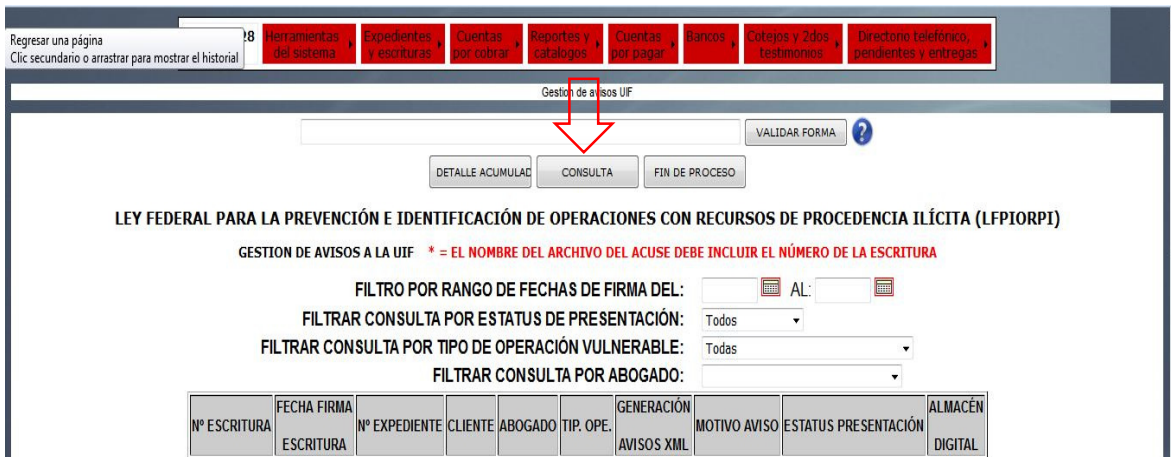 Regresar una página
Clic secundario o arrastrar para mostrar el historial
28 Herramientas del sistema Expedientes y escrituras Cuentas por cobrar Reportes y catalogos Cuentas por pagar Bancos Cotejos y 2dos testimonios Directorio telefónico, pendientes y entregas
Gestion de avisos UIF
VALIDAR FORMA ?
DETALLE ACUMULAD CONSULTA FIN DE PROCESO
LEY FEDERAL PARA LA PREVENCIÓN E IDENTIFICACIÓN DE OPERACIONES CON RECURSOS DE PROCEDENCIA ILÍCITA (LFPIORPI)
GESTION DE AVISOS A LA UIF * = EL NOMBRE DEL ARCHIVO DEL ACUSE DEBE INCLUIR EL NÚMERO DE LA ESCRITURA
FILTRO POR RANGO DE FECHAS DE FIRMA DEL: AL:
FILTRAR CONSULTA POR ESTATUS DE PRESENTACIÓN: Todos
FILTRAR CONSULTA POR TIPO DE OPERACIÓN VULNERABLE: Todas
FILTRAR CONSULTA POR ABOGADO:
Nº ESCRITURA FECHA FIRMA ESCRITURA Nº EXPEDIENTE CLIENTE ABOGADO TIP. OPE. GENERACIÓN AVISOS XML MOTIVO AVISO ESTATUS PRESENTACIÓN ALMACÉN DIGITAL